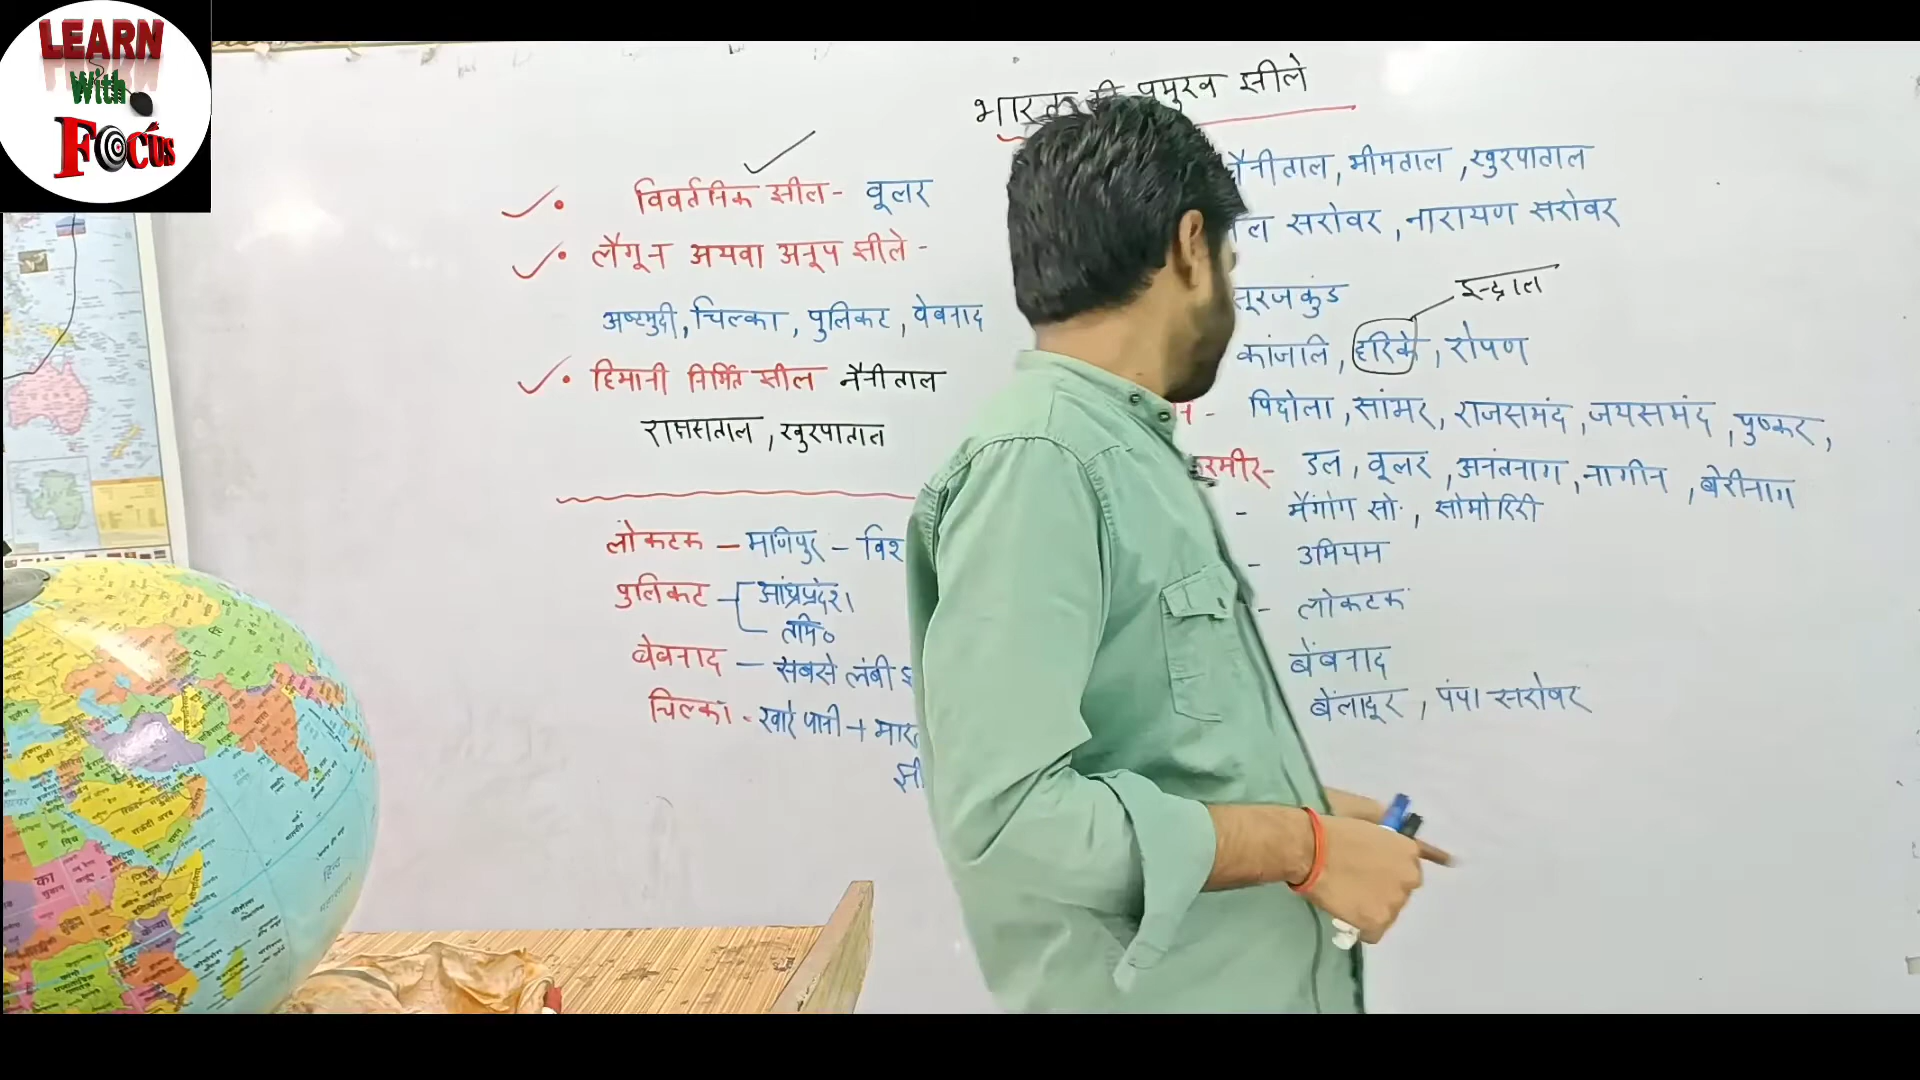 LEARN
With
Focus
भारत की प्रमुख झीले
विवर्तनिक झील - वूलर
लैगून अथवा अनूप झीले -
अष्टमुदी, चिल्का, पुलिकट, वेबनाद
हिमानी निर्मित झील नैनीताल
राक्षसताल, खुरपाताल
लोकटक – मणिपुर –
पुलिकट – आंध्रप्रदेश
तमि०
बेबनाद – सबसे लंबी
चिल्का - खारे पानी +
नैनीताल, भीमताल, खुरपाताल
सरोवर, नारायण सरोवर
सूरजकुंड
इन्द्रा
कांजलि, हरिके, रोपण
- पिछोला, सांभर, राजसमंद, जयसमंद, पुष्कर,
डल, वूलर, अनंतनाग, नागीन, बेरीनाग
- पैंगोंग सो, सोमोरिरी
- उमियम
- लोकटक
बेंबनाद
बेंलादूर, पंपा सरोवर